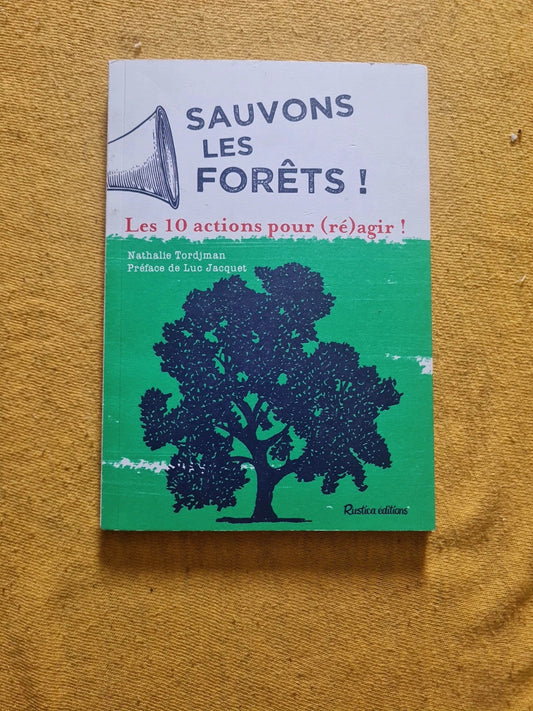 SAUVONS
LES
FORÊTS !
Les 10 actions pour (ré)agir !
Nathalie Tordjman
Préface de Luc Jacquet
Rustica éditions